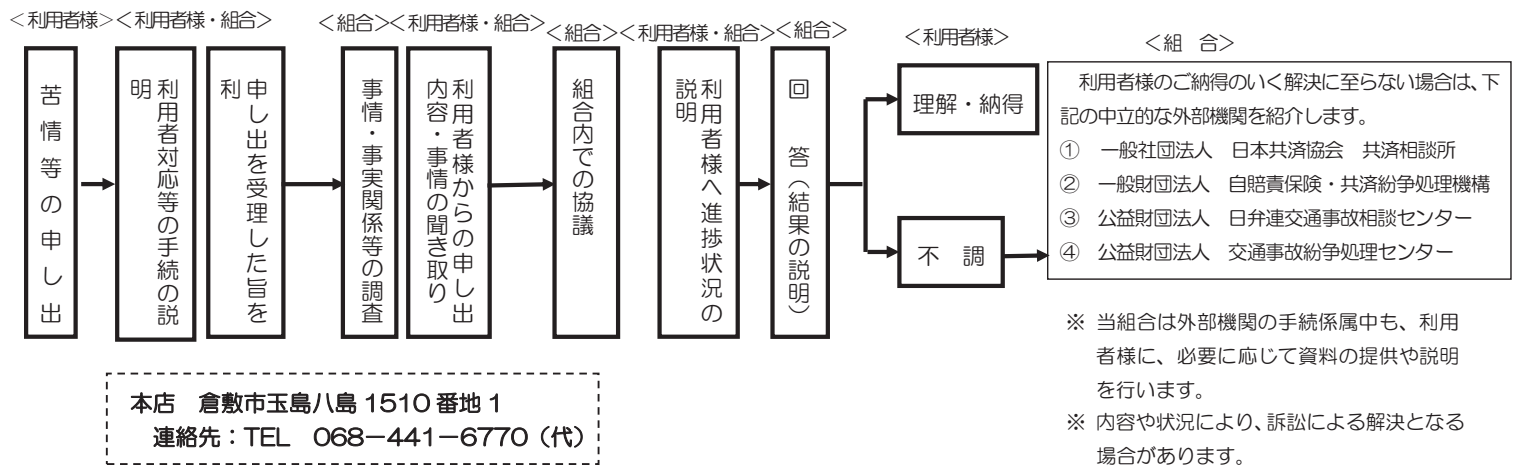 ＜利用者様＞
＜利用者様・組合＞
＜組合＞
＜利用者様・組合＞
＜組合＞
＜利用者様・組合＞
＜組合＞
＜利用者様＞
＜組　合＞
苦情等の申し出
利用者対応等の手続の説
明
申し出を受理した旨を
利
事情・事実関係等の調査
利用者様からの申し出
内容・事情の聞き取り
組合内での協議
利用者様へ進捗状況の
説明
回　答（結果の説明）
理解・納得
不　調
利用者様のご納得のいく解決に至らない場合は、下
記の中立的な外部機関を紹介します。
①　一般社団法人　日本共済協会　共済相談所
②　一般財団法人　自賠責保険・共済紛争処理機構
③　公益財団法人　日弁連交通事故相談センター
④　公益財団法人　交通事故紛争処理センター
※ 当組合は外部機関の手続係属中も、利用
者様に、必要に応じて資料の提供や説明
を行います。
※ 内容や状況により、訴訟による解決となる
場合があります。
本店　倉敷市玉島八島 1510 番地 1
連絡先：TEL　068－441－6770（代）